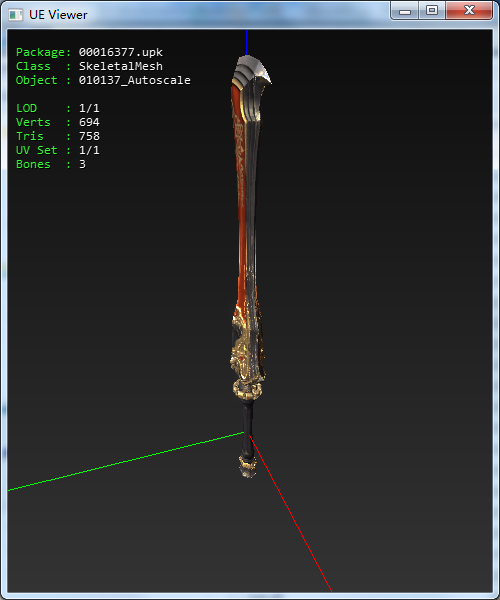 UE Viewer
Package: 00016377.upk
Class  : SkeletalMesh
Object : 010137_Autoscale
LOD    : 1/1
Verts  : 694
Tris   : 758
UV Set : 1/1
Bones  : 3